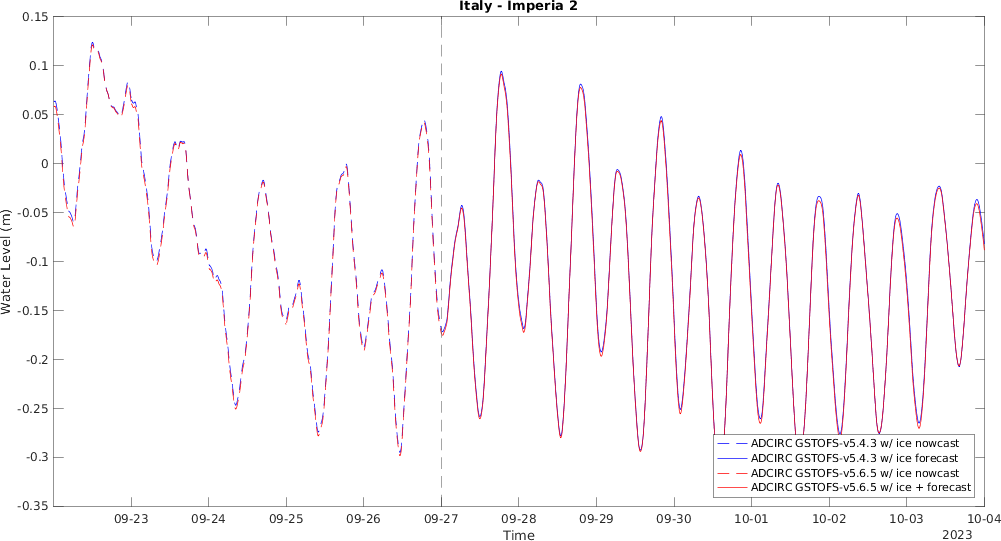 Italy - Imperia 2
0.15
0.1
0.05
0
-0.05
-0.1
-0.15
-0.2
-0.25
-0.3
-0.35
Water Level (m)
ADCIRC GSTOFS-v5.4.3 w/ ice nowcast
ADCIRC GSTOFS-v5.4.3 w/ ice forecast
ADCIRC GSTOFS-v5.6.5 w/ ice nowcast
ADCIRC GSTOFS-v5.6.5 w/ ice + forecast
09-23 09-24 09-25 09-26 09-27 09-28 09-29 09-30 10-01 10-02 10-03 10-04
Time
2023